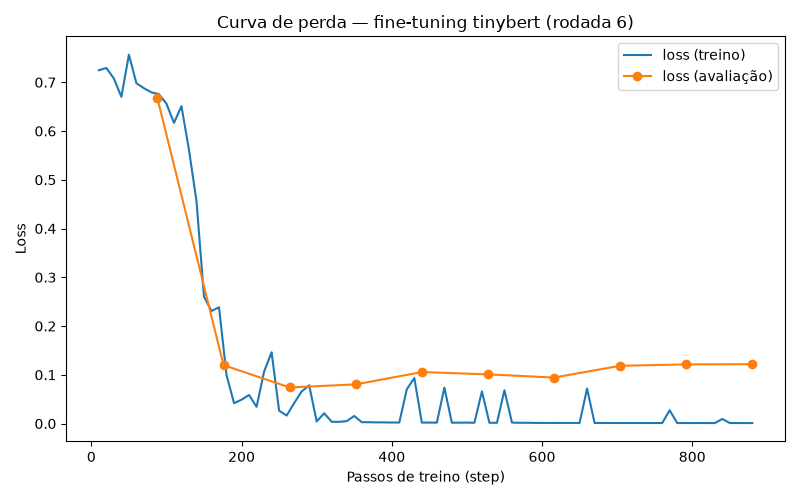 Curva de perda — fine-tuning tinybert (rodada 6)
loss (treino)
loss (avaliação)
Loss
0.7
0.6
0.5
0.4
0.3
0.2
0.1
0.0
0 200 400 600 800
Passos de treino (step)